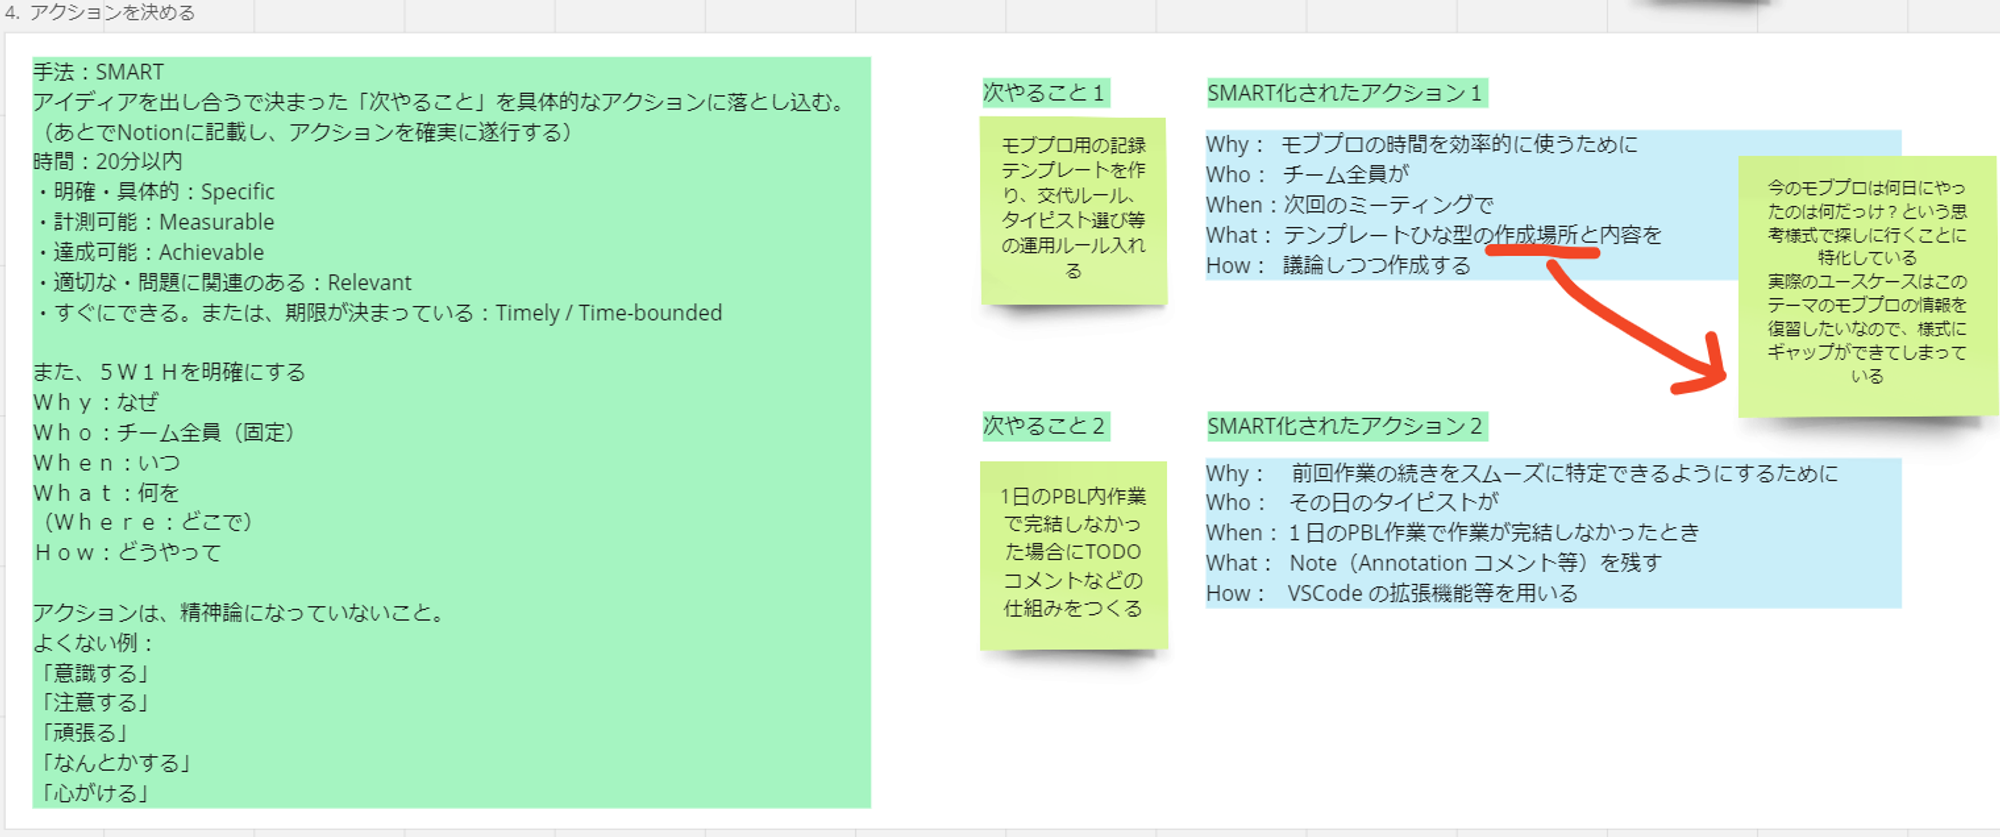 4. アクションを決める
手法：SMART
アイディアを出し合うで決まった「次やること」を具体的なアクションに落とし込む。
（あとでNotionに記載し、アクションを確実に遂行する）
時間：20分以内
・明確・具体的：Specific
・計測可能：Measurable
・達成可能：Achievable
・適切な・問題に関連のある：Relevant
・すぐにできる。または、期限が決まっている：Timely / Time-bounded
また、５Ｗ１Ｈを明確にする
Ｗｈｙ：なぜ
Ｗｈｏ：チーム全員（固定）
Ｗｈｅｎ：いつ
Ｗｈａｔ：何を
（Ｗｈｅｒｅ：どこで）
Ｈｏｗ：どうやって
アクションは、精神論になっていないこと。
よくない例：
「意識する」
「注意する」
「頑張る」
「なんとかする」
「心がける」
次やること１
モブプロ用の記録
テンプレートを作
り、交代ルール、
タイピスト選び等
の運用ルール入れ
る
SMART化されたアクション１
Why： モブプロの時間を効率的に使うために
Who： チーム全員が
When：次回のミーティングで
What： テンプレートひな型の作成場所と内容を
How： 議論しつつ作成する
今のモブプロは何日にやっ
たのは何だっけ？という思
考様式で探しに行くことに
特化している
実際のユースケースはこの
テーマのモブプロの情報を
復習したいなので、様式に
ギャップができてしまって
いる
次やること２
1日のPBL内作業
で完結しなかっ
た場合にTODO
コメントなどの
仕組みをつくる
SMART化されたアクション２
Why： 前回作業の続きをスムーズに特定できるようにするために
Who： その日のタイピストが
When： １日のPBL作業で作業が完結しなかったとき
What： Note（Annotation コメント等）を残す
How： VSCode の拡張機能等を用いる